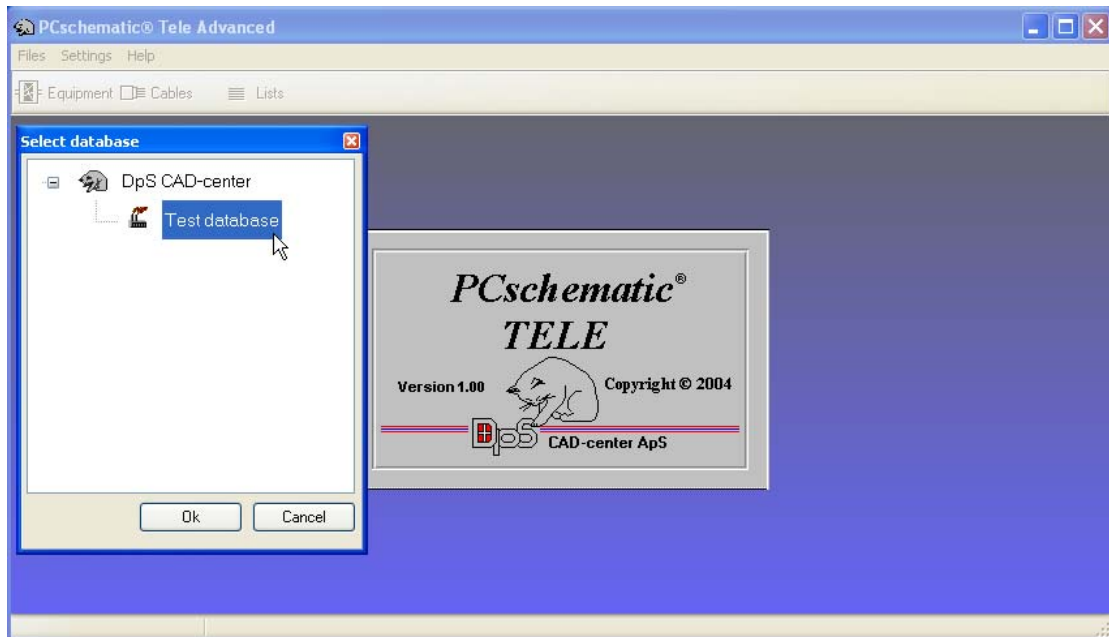 PCschematic® Tele Advanced
Files Settings Help
Equipment Cables Lists
Select database
DpS CAD-center
Test database
Ok Cancel
PCschematic®
TELE
Version 1.00 Copyright © 2004
DpS CAD-center ApS